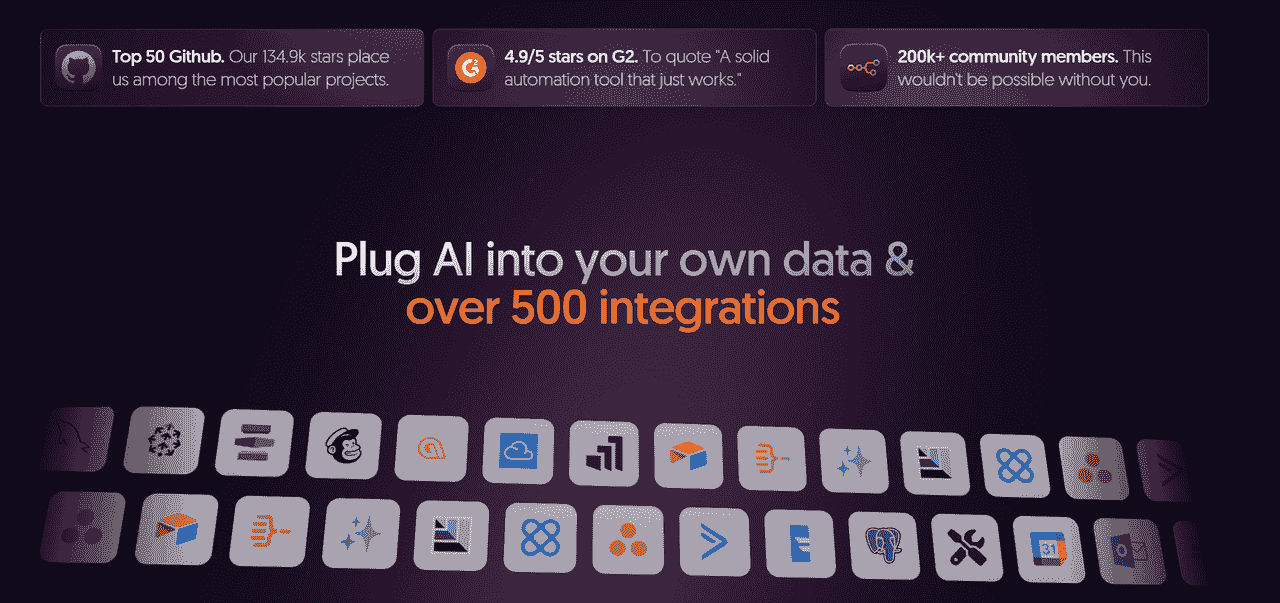 Top 50 Github. Our 134.9k stars place
us among the most popular projects.
4.9/5 stars on G2. To quote "A solid
automation tool that just works."
200k+ community members. This
wouldn't be possible without you.
Plug AI into your own data &
over 500 integrations
31